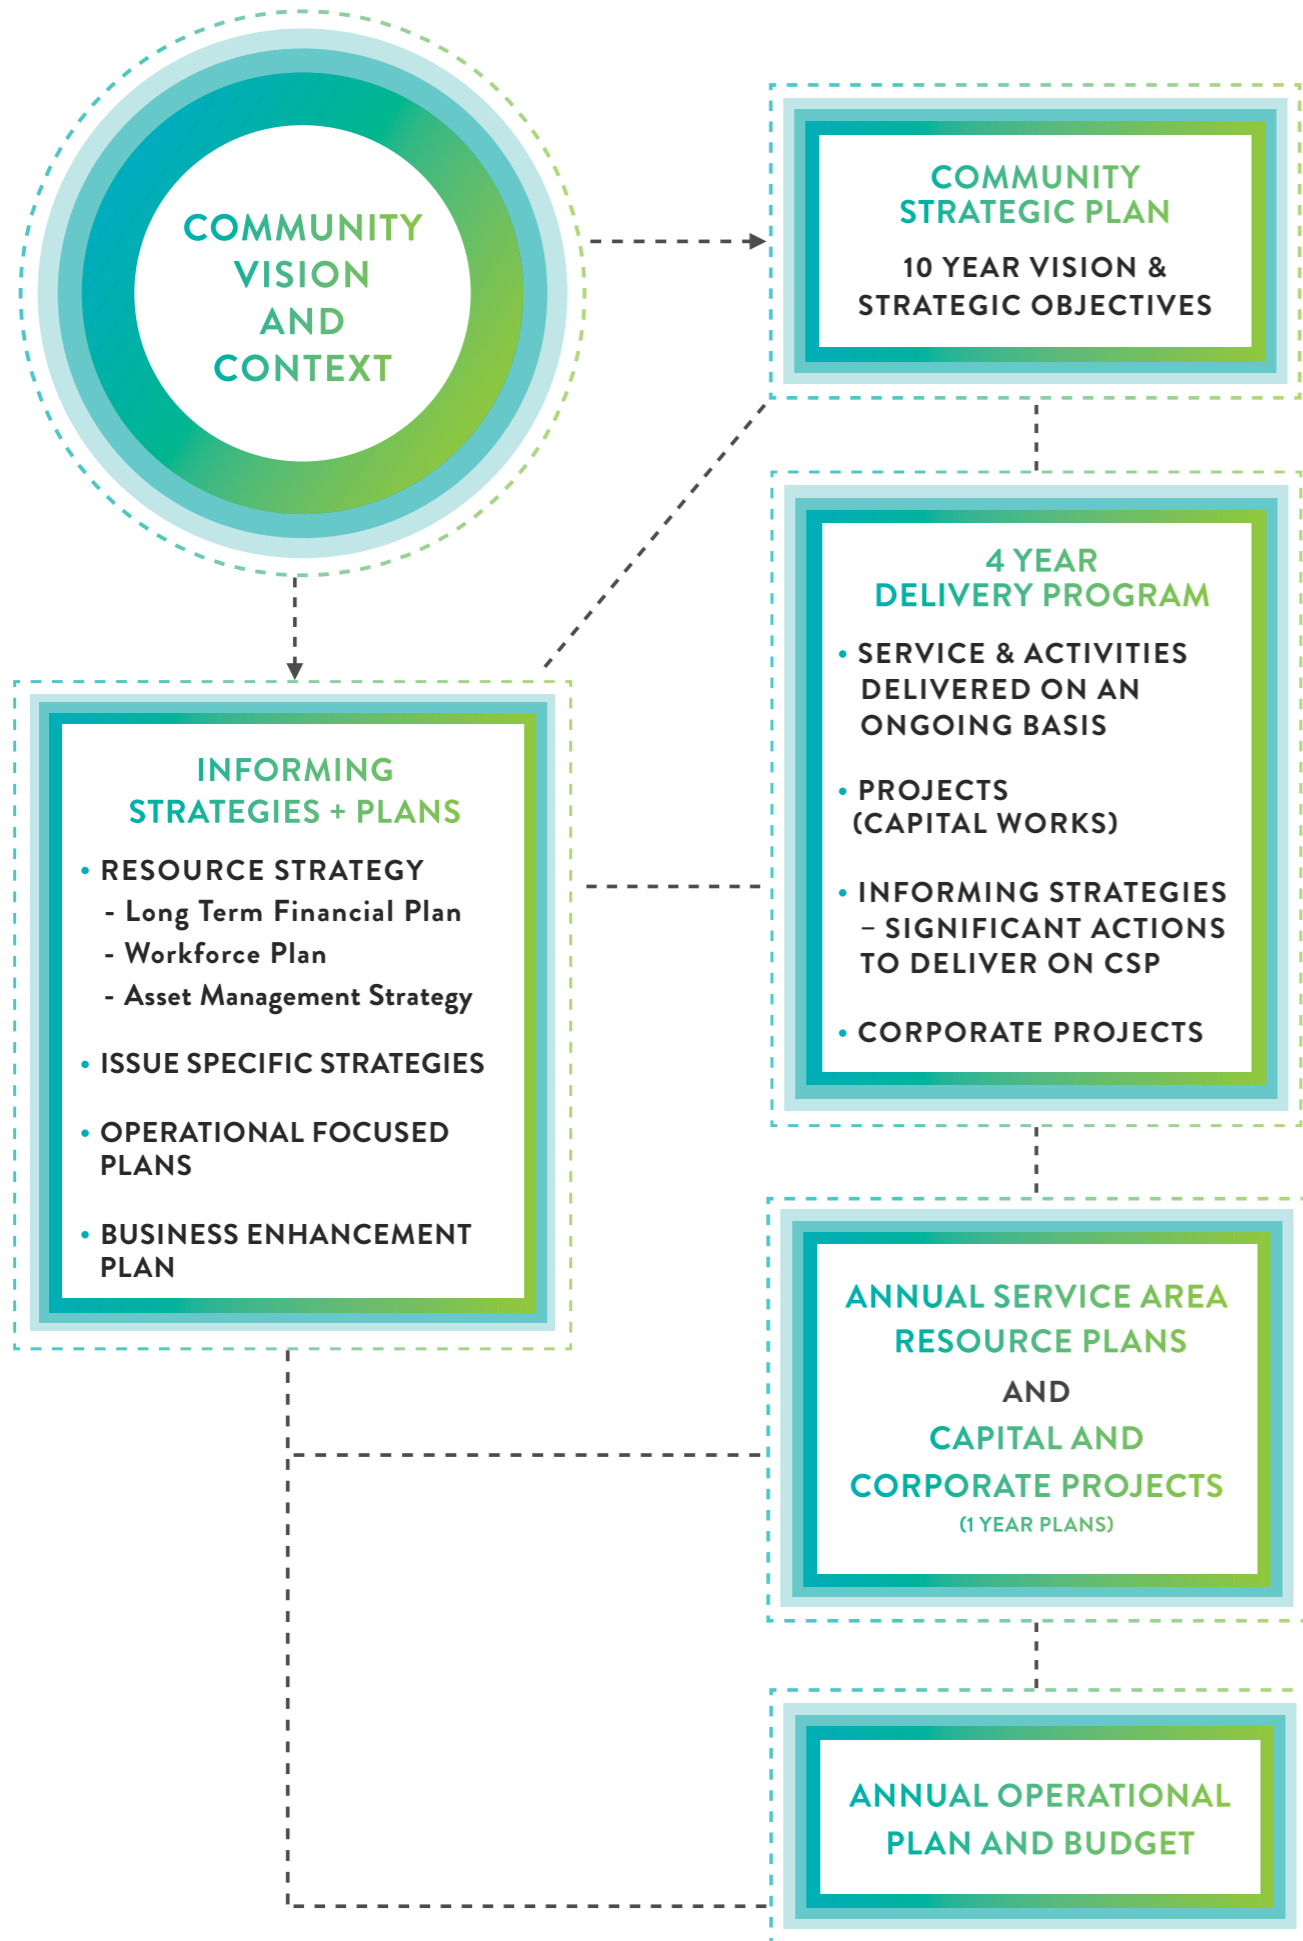 COMMUNITY
VISION
AND
CONTEXT
COMMUNITY
STRATEGIC PLAN
10 YEAR VISION &
STRATEGIC OBJECTIVES
4 YEAR
DELIVERY PROGRAM
• SERVICE & ACTIVITIES
DELIVERED ON AN
ONGOING BASIS
• PROJECTS
(CAPITAL WORKS)
• INFORMING STRATEGIES
– SIGNIFICANT ACTIONS
TO DELIVER ON CSP
• CORPORATE PROJECTS
INFORMING
STRATEGIES + PLANS
• RESOURCE STRATEGY
- Long Term Financial Plan
- Workforce Plan
- Asset Management Strategy
• ISSUE SPECIFIC STRATEGIES
• OPERATIONAL FOCUSED
PLANS
• BUSINESS ENHANCEMENT
PLAN
ANNUAL SERVICE AREA
RESOURCE PLANS
AND
CAPITAL AND
CORPORATE PROJECTS
(1 YEAR PLANS)
ANNUAL OPERATIONAL
PLAN AND BUDGET